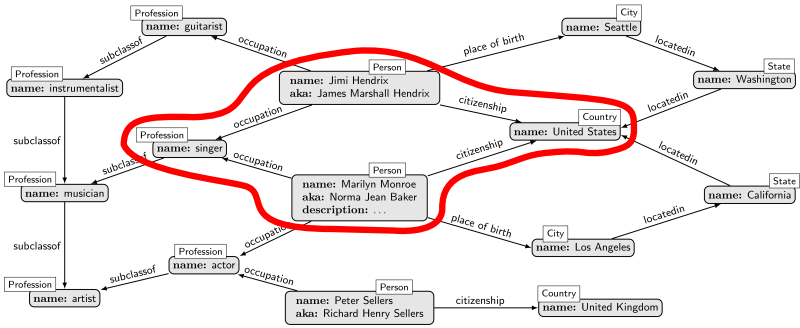 Profession
name: guitarist
City
name: Seattle
occupation
place of birth
locatedin
subclassof
Profession
name: instrumentalist
Person
name: Jimi Hendrix
aka: James Marshall Hendrix
State
name: Washington
citizenship
locatedin
occupation
Country
name: United States
subclassof
Profession
name: singer
citizenship
locatedin
occupation
subclassof
Profession
name: musician
Person
name: Marilyn Monroe
aka: Norma Jean Baker
description: ...
State
name: California
place of birth
locatedin
City
name: Los Angeles
occupation
subclassof
Profession
name: actor
subclassof
occupation
Profession
name: artist
Person
name: Peter Sellers
aka: Richard Henry Sellers
citizenship
Country
name: United Kingdom